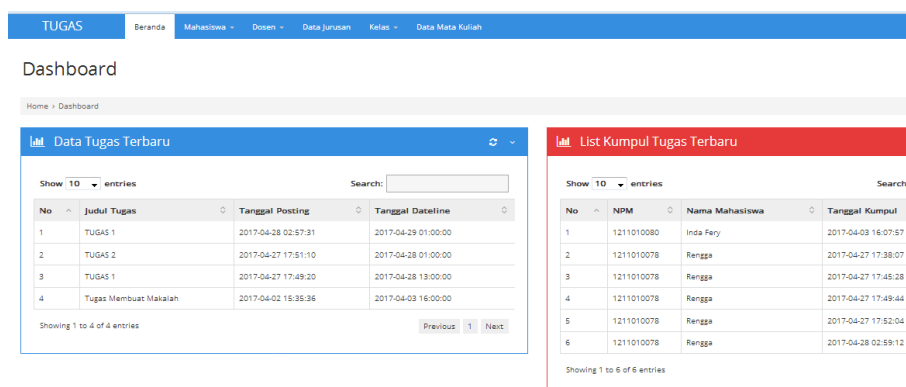 TUGAS Beranda Mahasiswa Dosen Data Jurusan Kelas Data Mata Kuliah
Dashboard
Home › Dashboard
Data Tugas Terbaru
Show 10 entries Search:
No Judul Tugas Tanggal Posting Tanggal Dateline
1 TUGAS 1 2017-04-28 02:57:31 2017-04-29 01:00:00
2 TUGAS 2 2017-04-27 17:51:10 2017-04-28 01:00:00
3 TUGAS 1 2017-04-27 17:49:20 2017-04-28 13:00:00
4 Tugas Membuat Makalah 2017-04-02 15:35:36 2017-04-03 16:00:00
Showing 1 to 4 of 4 entries Previous 1 Next
List Kumpul Tugas Terbaru
Show 10 entries Search
No NPM Nama Mahasiswa Tanggal Kumpul
1 1211010080 Inda Fery 2017-04-03 16:07:57
2 1211010078 Rengga 2017-04-27 17:38:07
3 1211010078 Rengga 2017-04-27 17:45:28
4 1211010078 Rengga 2017-04-27 17:49:44
5 1211010078 Rengga 2017-04-27 17:52:04
6 1211010078 Rengga 2017-04-28 02:59:12
Showing 1 to 6 of 6 entries